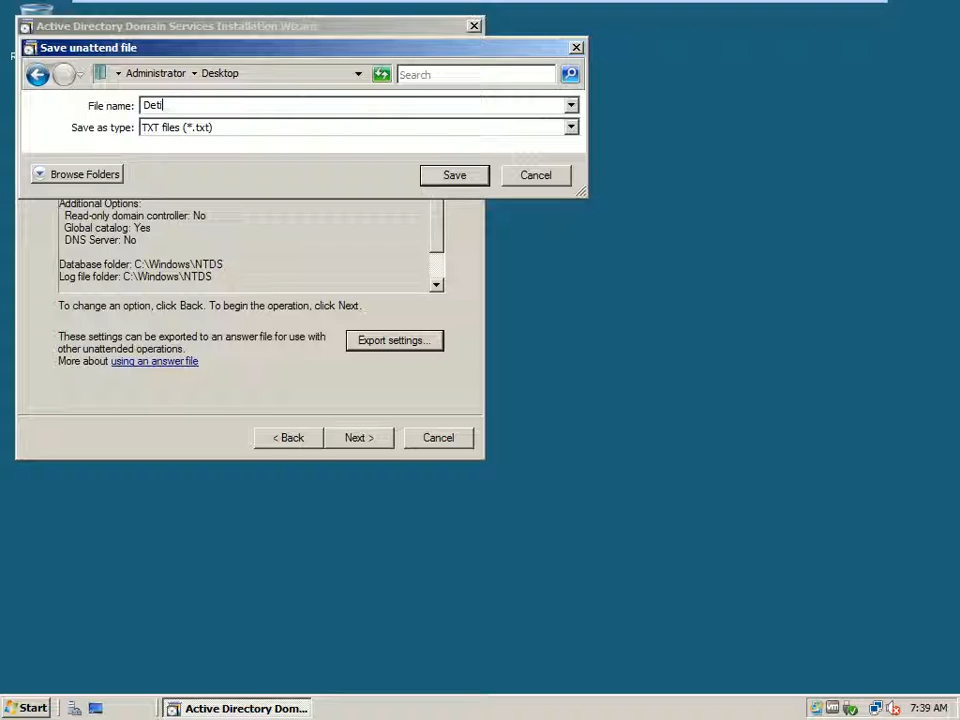 Active Directory Domain Services Installation Wizard
Save unattend file
Administrator Desktop
Search
File name: Deti
Save as type: TXT files (*.txt)
Browse Folders
Save
Cancel
Additional Options:
Read-only domain controller: No
Global catalog: Yes
DNS Server: No
Database folder: C:\Windows\NTDS
Log file folder: C:\Windows\NTDS
To change an option, click Back. To begin the operation, click Next.
These settings can be exported to an answer file for use with
other unattended operations.
More about using an answer file
Export settings...
< Back
Next >
Cancel
Start
Active Directory Dom...
7:39 AM